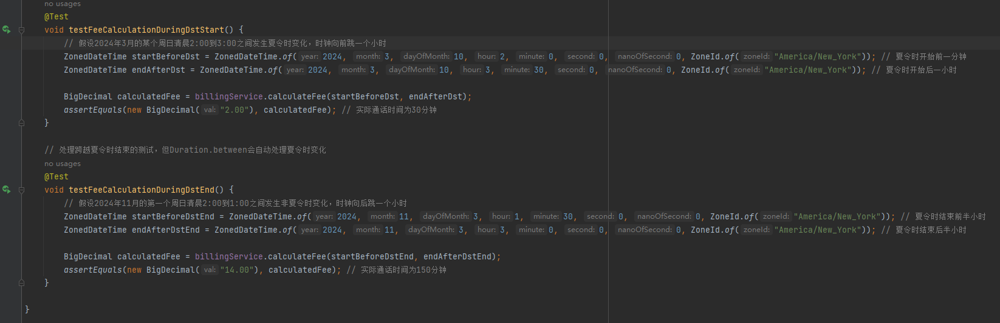 no usages
@Test
void testFeeCalculationDuringDstStart() {
// 假设2024年3月的某个周日清晨2:00到3:00之间发生夏令时变化，时钟向前跳一个小时
ZonedDateTime startBeforeDst = ZonedDateTime.of( year: 2024, month: 3, dayOfMonth: 10, hour: 2, minute: 0, second: 0, nanoOfSecond: 0, ZoneId.of( zoneId: "America/New_York")); // 夏令时开始前一分钟
ZonedDateTime endAfterDst = ZonedDateTime.of( year: 2024, month: 3, dayOfMonth: 10, hour: 3, minute: 30, second: 0, nanoOfSecond: 0, ZoneId.of( zoneId: "America/New_York")); // 夏令时开始后一小时
BigDecimal calculatedFee = billingService.calculateFee(startBeforeDst, endAfterDst);
assertEquals(new BigDecimal( val: "2.00"), calculatedFee); // 实际通话时间为30分钟
}
// 处理跨越夏令时结束的测试，但Duration.between会自动处理夏令时变化
no usages
@Test
void testFeeCalculationDuringDstEnd() {
// 假设2024年11月的第一个周日清晨2:00到1:00之间发生非夏令时变化，时钟向后跳一个小时
ZonedDateTime startBeforeDstEnd = ZonedDateTime.of( year: 2024, month: 11, dayOfMonth: 3, hour: 1, minute: 30, second: 0, nanoOfSecond: 0, ZoneId.of( zoneId: "America/New_York")); // 夏令时结束前半小时
ZonedDateTime endAfterDstEnd = ZonedDateTime.of( year: 2024, month: 11, dayOfMonth: 3, hour: 3, minute: 0, second: 0, nanoOfSecond: 0, ZoneId.of( zoneId: "America/New_York")); // 夏令时结束后半小时
BigDecimal calculatedFee = billingService.calculateFee(startBeforeDstEnd, endAfterDstEnd);
assertEquals(new BigDecimal( val: "14.00"), calculatedFee); // 实际通话时间为150分钟
}
}